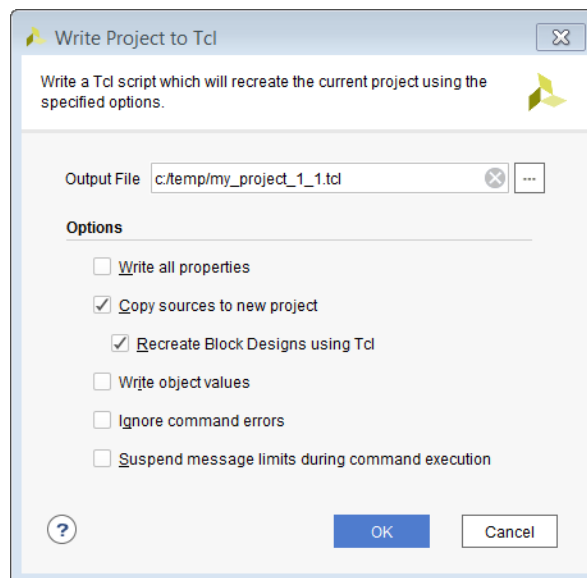 Write Project to Tcl
Write a Tcl script which will recreate the current project using the
specified options.
Output File c:/temp/my_project_1_1.tcl ...
Options
Write all properties
Copy sources to new project
Recreate Block Designs using Tcl
Write object values
Ignore command errors
Suspend message limits during command execution
? OK Cancel